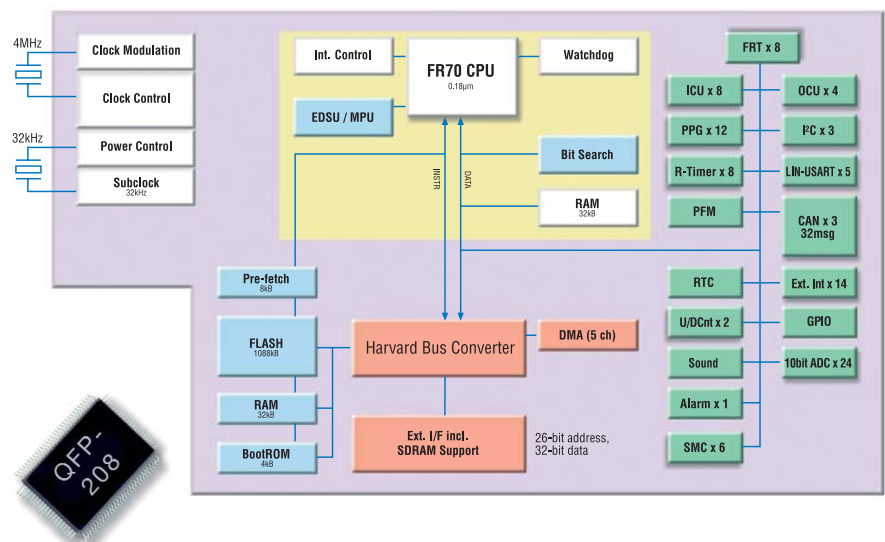 4MHz
Clock Modulation
Clock Control
32kHz
Power Control
Subclock
32kHz
Int. Control
FR70 CPU
0.18µm
Watchdog
EDSU / MPU
Bit Search
INSTR
DATA
RAM
32kB
Pre-fetch
8kB
FLASH
1088kB
RAM
32kB
BootROM
4kB
Harvard Bus Converter
DMA (5 ch)
Ext. I/F incl.
SDRAM Support
26-bit address,
32-bit data
FRT x 8
ICU x 8
OCU x 4
PPG x 12
I²C x 3
R-Timer x 8
LIN-USART x 5
PFM
CAN x 3
32msg
RTC
Ext. Int x 14
U/DCnt x 2
GPIO
Sound
10bit ADC x 24
Alarm x 1
SMC x 6
QFP-
208